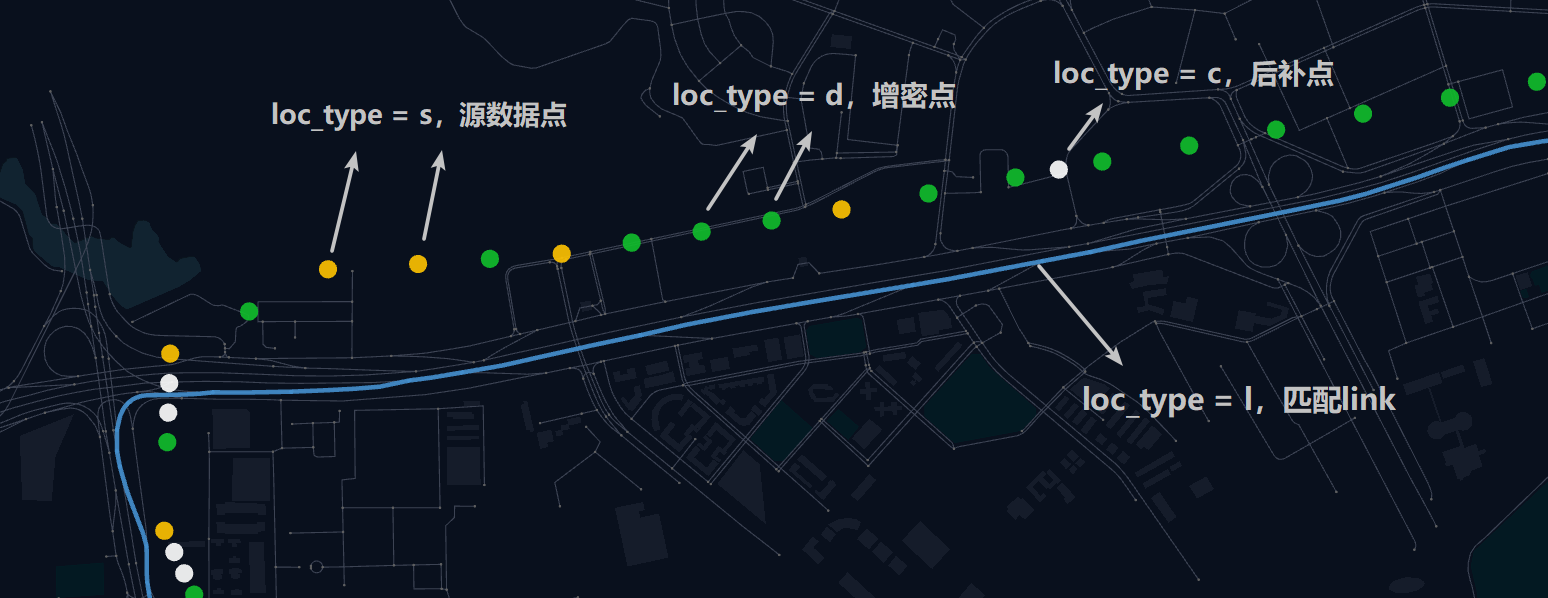 loc_type = s，源数据点
loc_type = d，增密点
loc_type = c，后补点
loc_type = l，匹配link